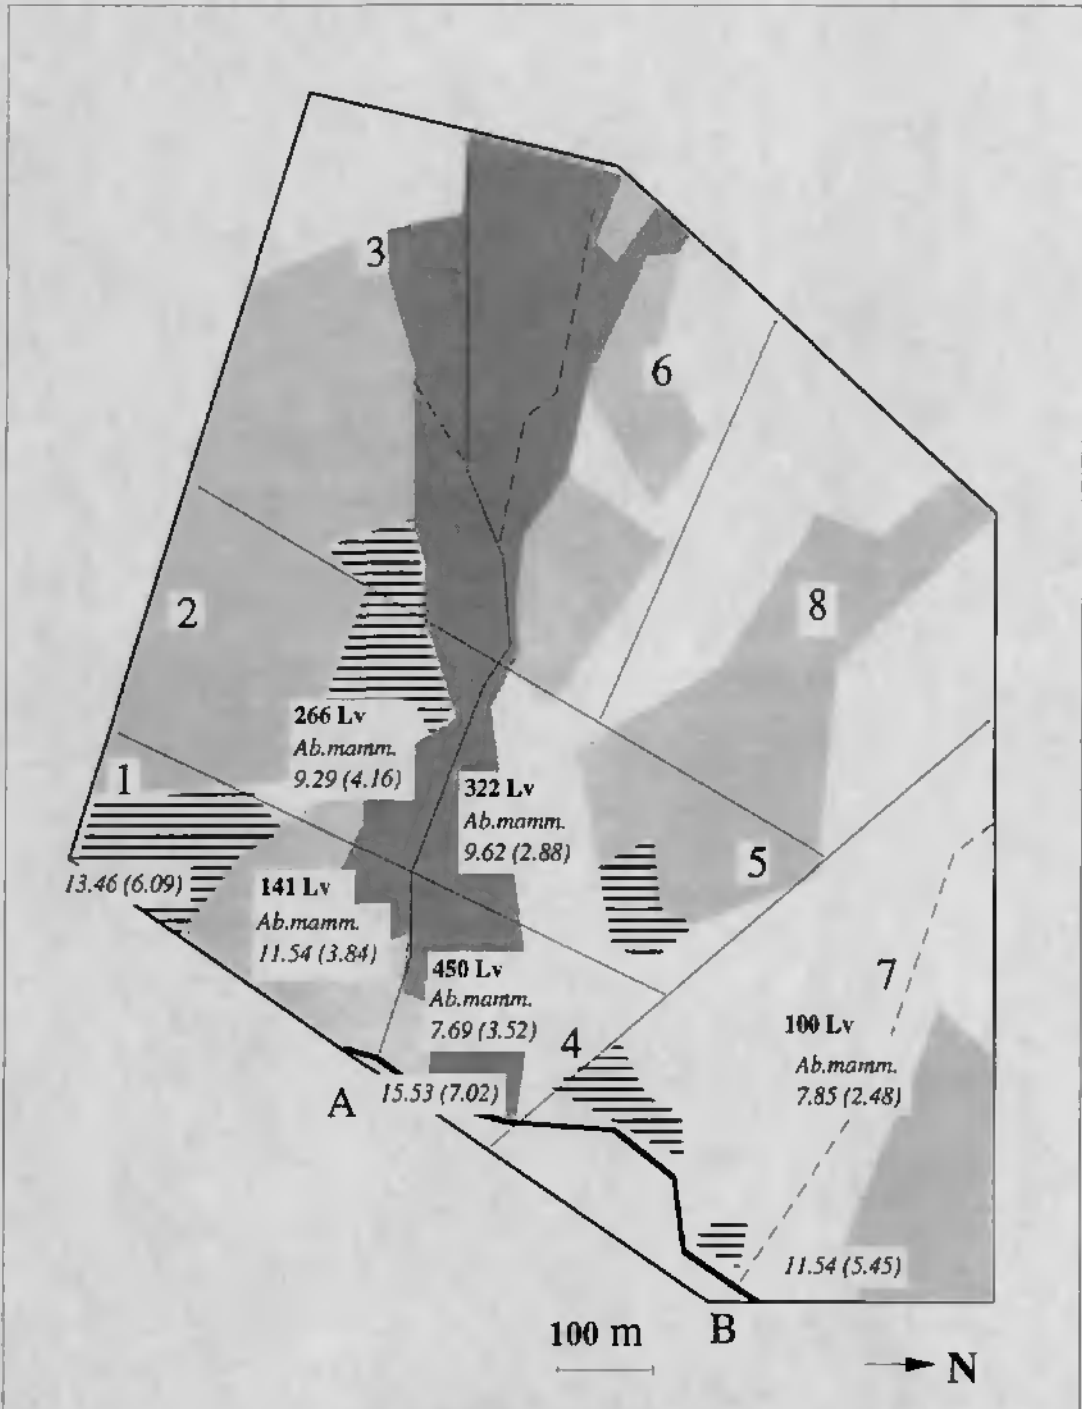 3
6
8
2
266 Lv
Ab.mamm.
9.29 (4.16)
1
322 Lv
Ab.mamm.
9.62 (2.88)
5
13.46 (6.09)
141 Lv
Ab.mamm.
11.54 (3.84)
450 Lv
Ab.mamm.
7.69 (3.52)
7
100 Lv
Ab.mamm.
7.85 (2.48)
4
A
15.53 (7.02)
11.54 (5.45)
B
100 m
N